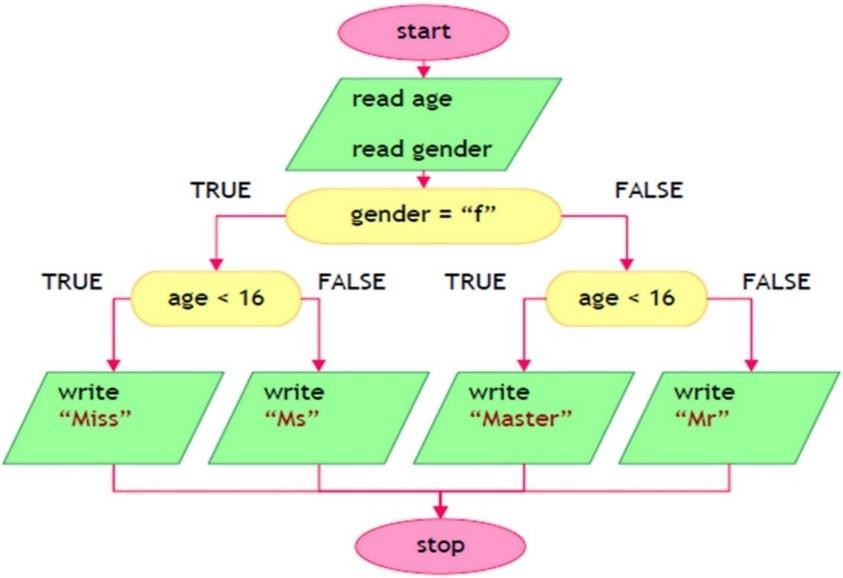 start
read age
read gender
TRUE
FALSE
gender = “f”
TRUE
FALSE
TRUE
FALSE
age < 16
age < 16
write
“Miss”
write
“Ms”
write
“Master”
write
“Mr”
stop